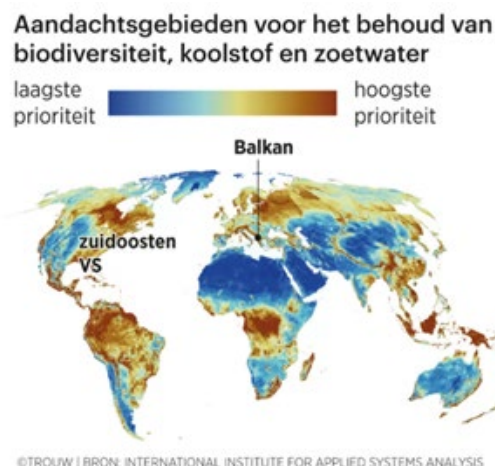 Aandachtsgebieden voor het behoud van
biodiversiteit, koolstof en zoetwater
laagste
prioriteit
hoogste
prioriteit
Balkan
zuidoosten
VS
©TROUW | BRON: INTERNATIONAL INSTITUTE FOR APPLIED SYSTEMS ANALYSIS